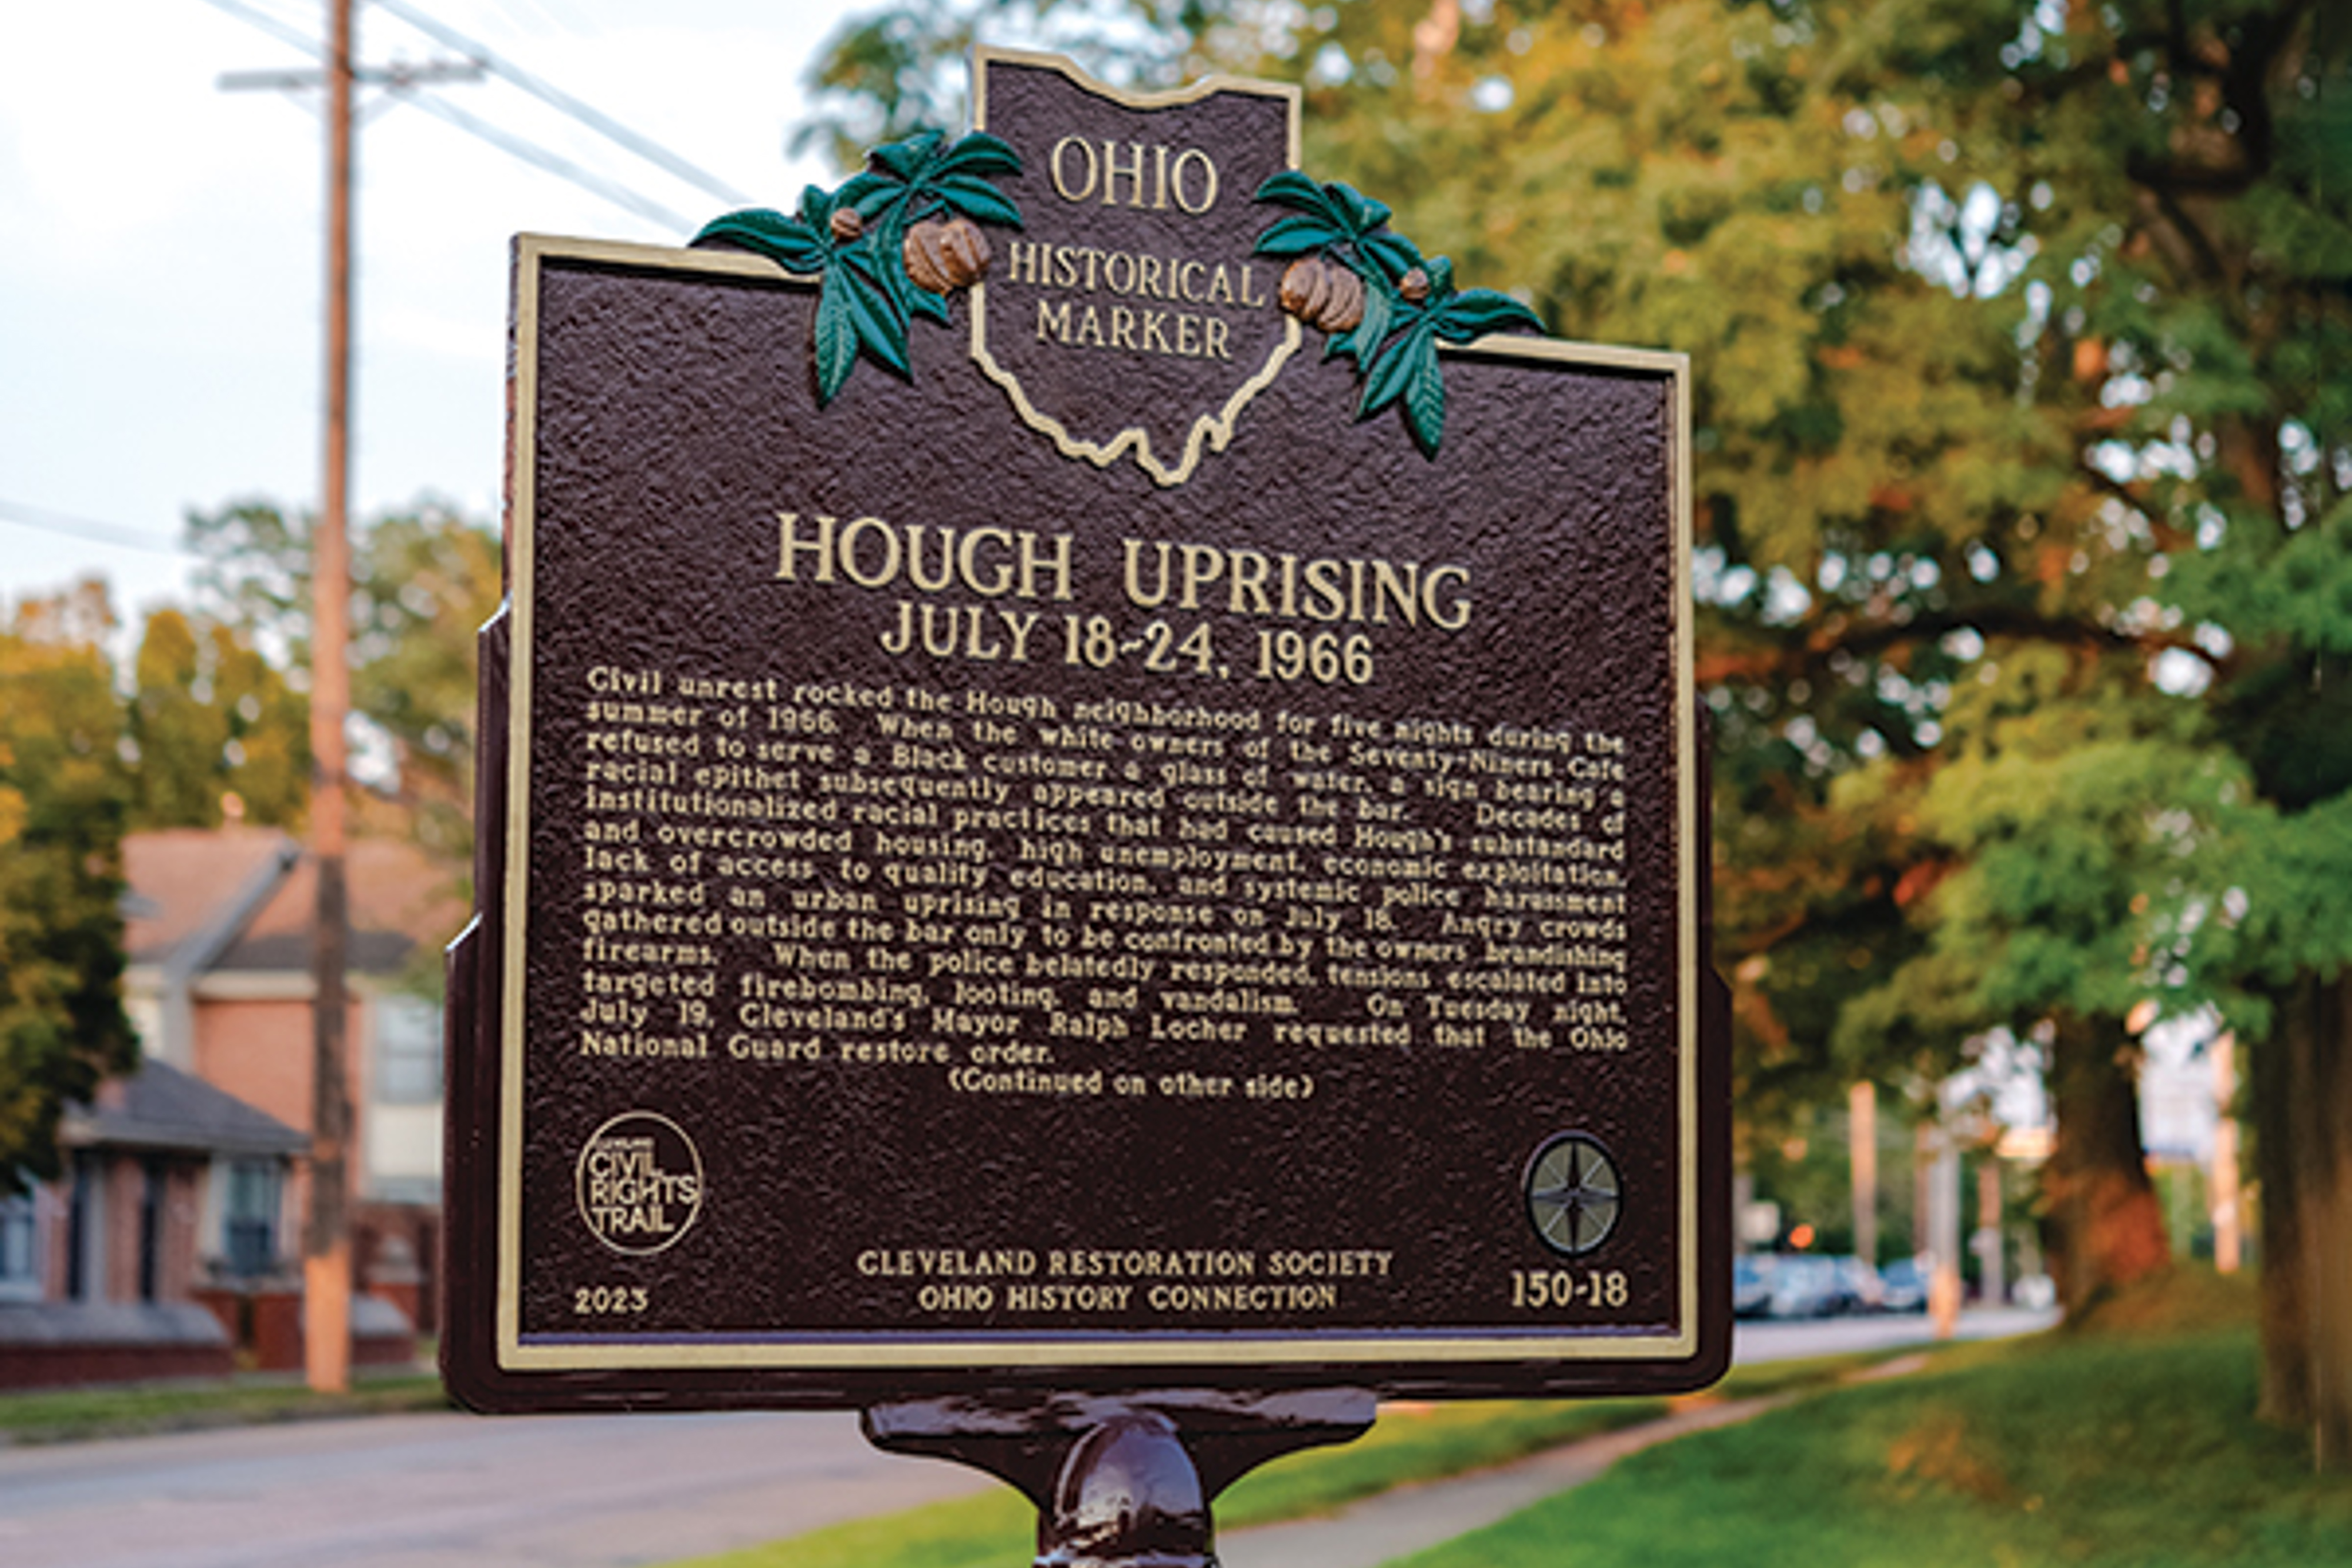 OHIO
HISTORICAL
MARKER
HOUGH UPRISING
JULY 18-24, 1966
Civil unrest rocked the Hough neighborhood for five nights during the
summer of 1966. When the white owners of the Seventy-Niners Cafe
refused to serve a Black customer a glass of water, a sign bearing a
racial epithet subsequently appeared outside the bar. Decades of
institutionalized racial practices that had caused Hough's substandard
and overcrowded housing, high unemployment, economic exploitation,
lack of access to quality education, and systemic police harassment
sparked an urban uprising in response on July 18. Angry crowds
gathered outside the bar only to be confronted by the owners brandishing
firearms. When the police belatedly responded, tensions escalated into
targeted firebombing, looting, and vandalism. On Tuesday night,
July 19, Cleveland's Mayor Ralph Locher requested that the Ohio
National Guard restore order.
(Continued on other side)
CIVIL
RIGHTS
TRAIL
CLEVELAND RESTORATION SOCIETY
OHIO HISTORY CONNECTION
2023
150-18